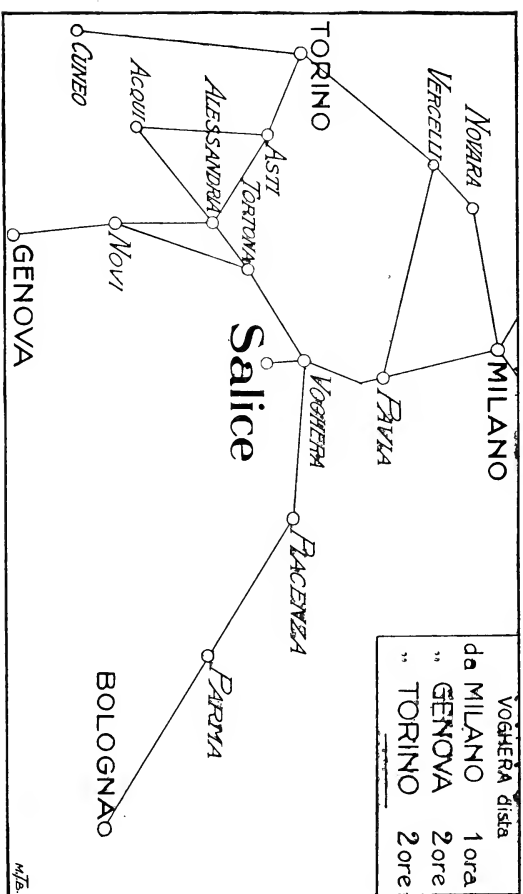 TORINO
CUNEO
ACQUI
ALESSANDRIA
ASTI
TORTONA
VERCELLI
NOVARA
MILANO
PAVIA
VOGHERA
Salice
NOVI
GENOVA
PIACENZA
PARMA
BOLOGNA
VOGHERA dista
da MILANO 1 ora
" GENOVA 2 ore
" TORINO 2 ore
M.T.B.